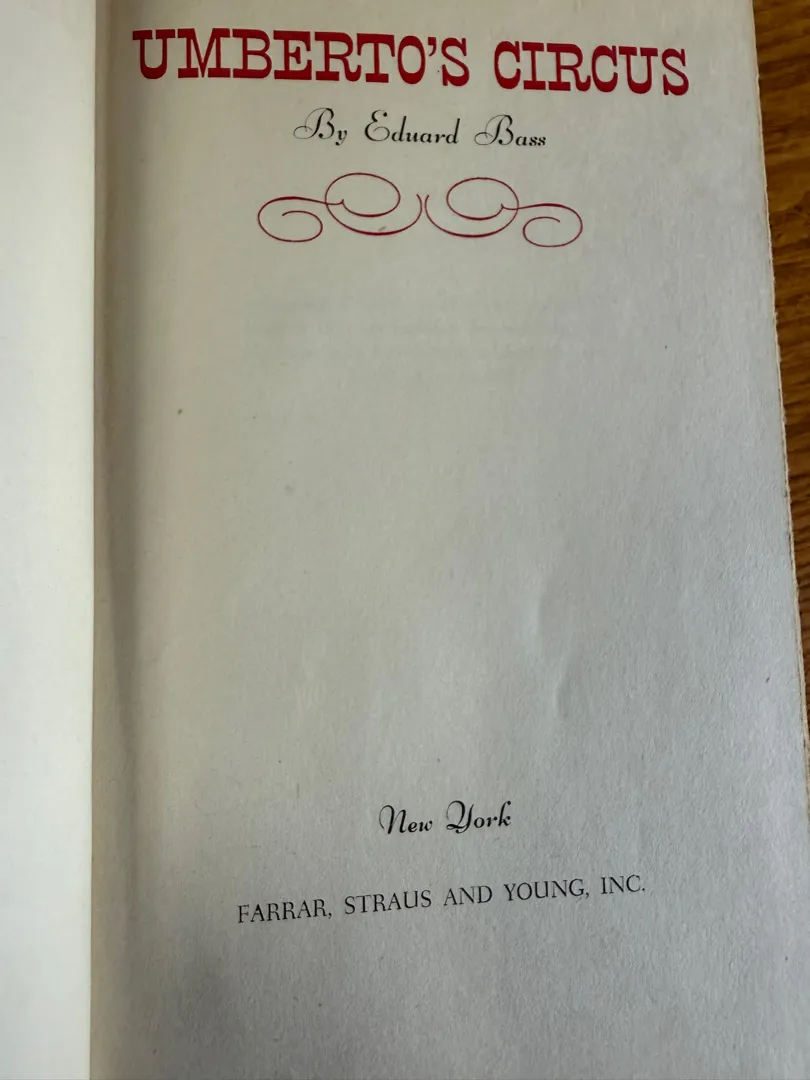 UMBERTO'S CIRCUS
By Eduard Bass
New York
FARRAR, STRAUS AND YOUNG, INC.